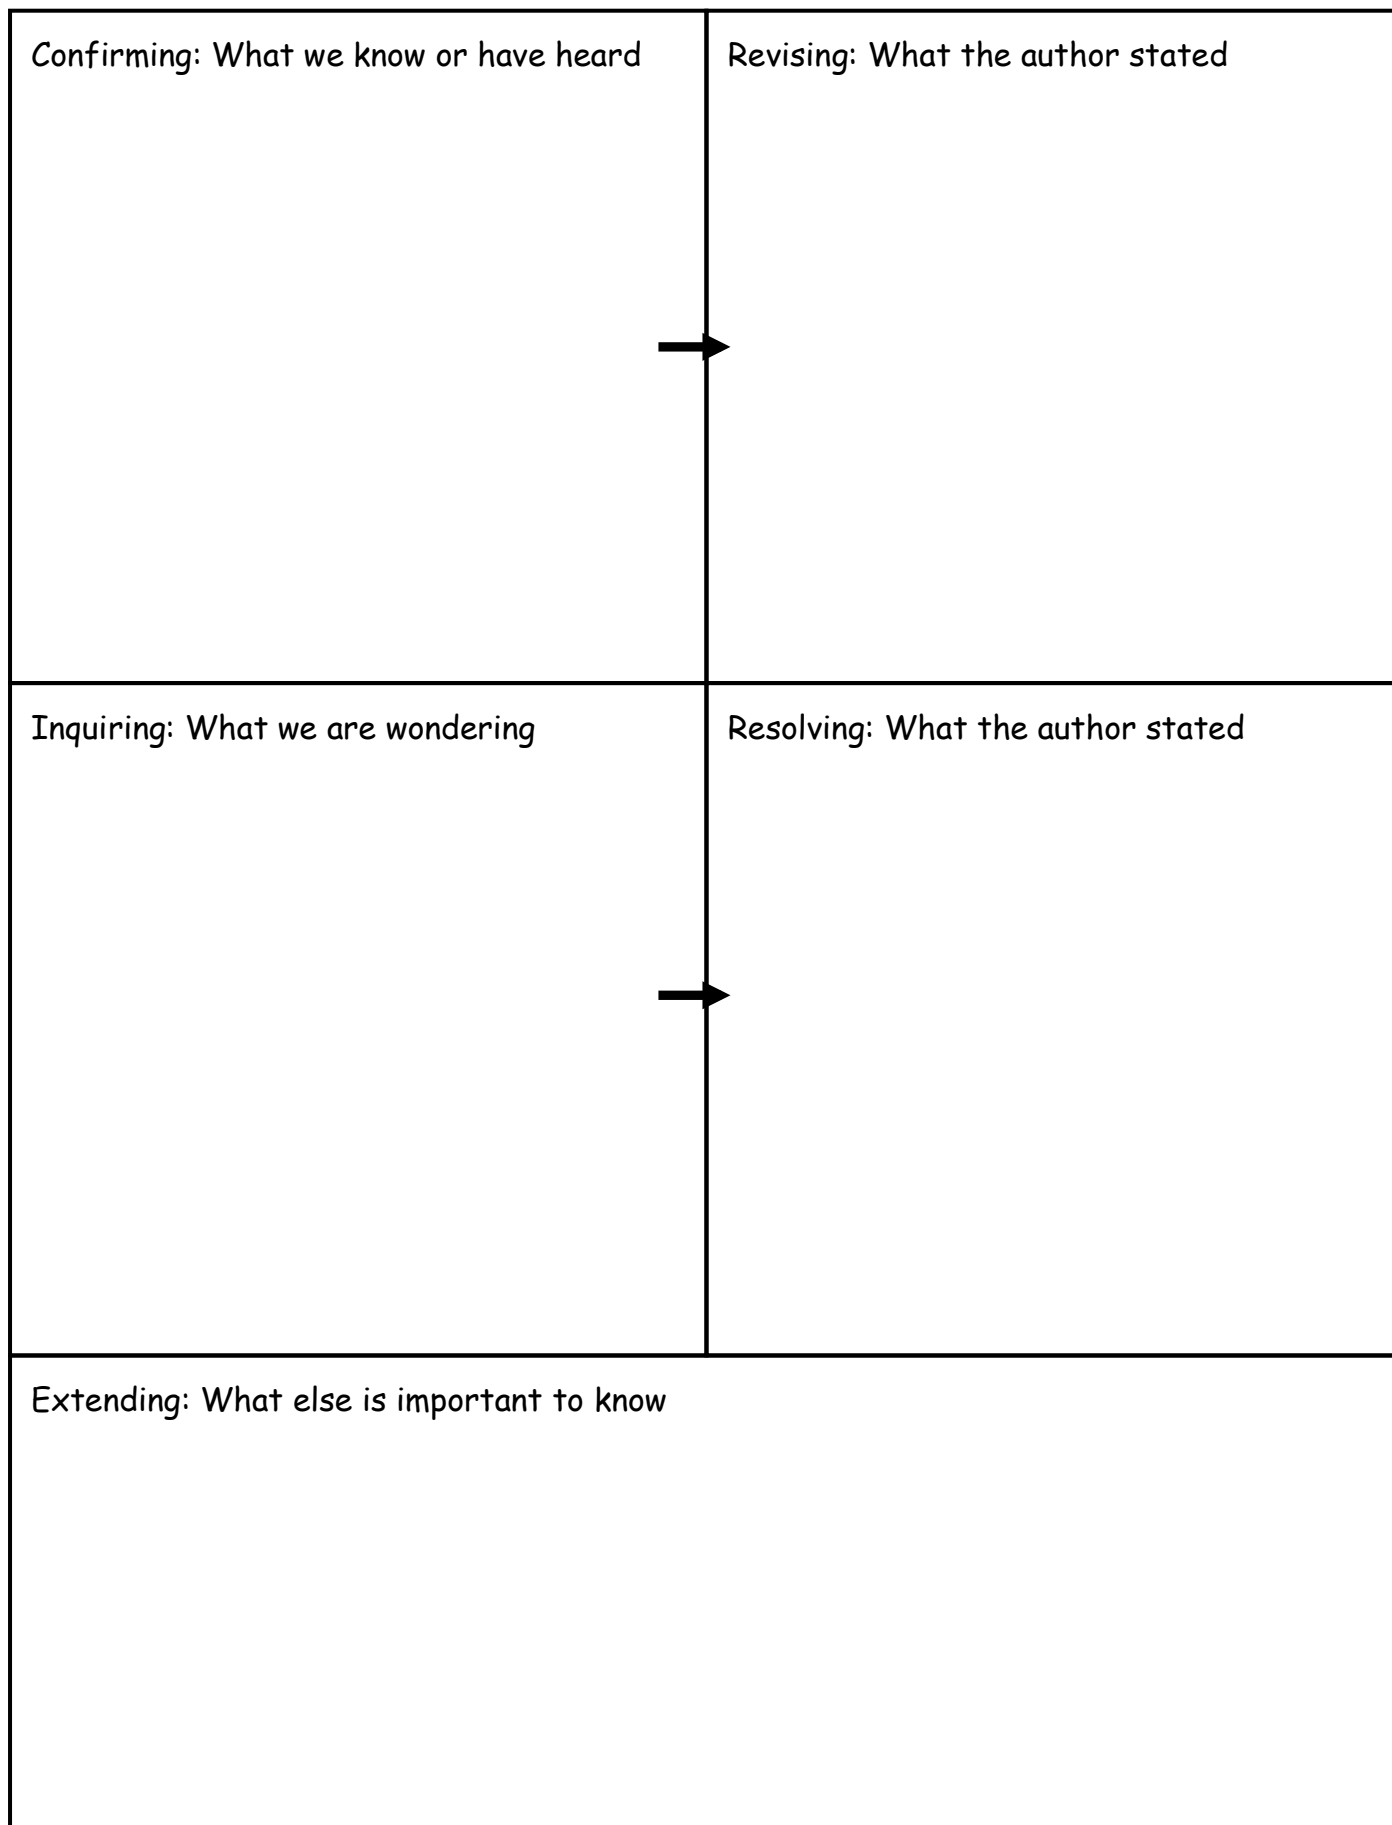 Confirming: What we know or have heard
Revising: What the author stated
Inquiring: What we are wondering
Resolving: What the author stated
Extending: What else is important to know